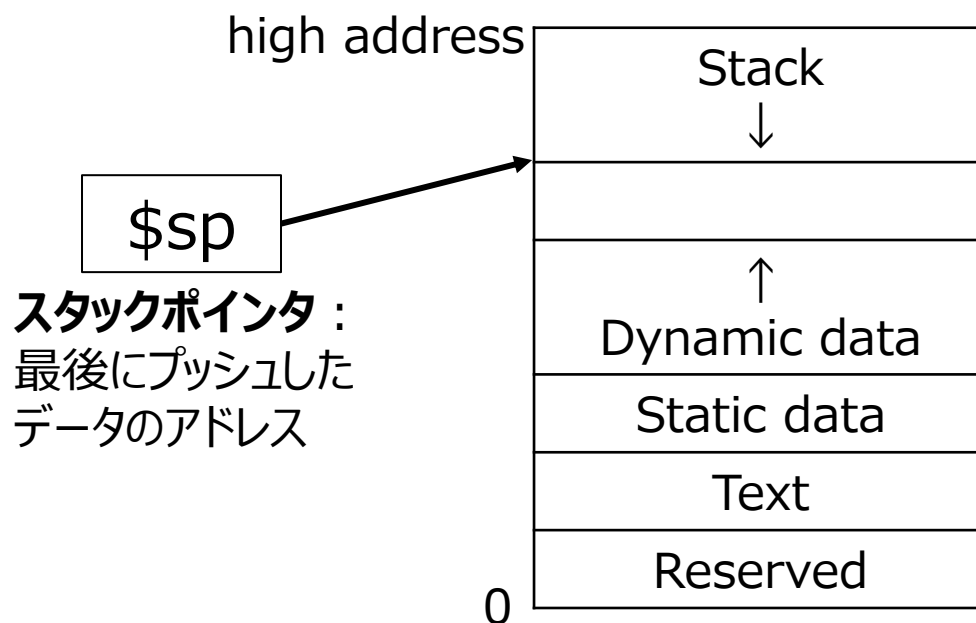 high address
Stack
↓
$sp
スタックポインタ：
最後にプッシュした
データのアドレス
↑
Dynamic data
Static data
Text
Reserved
0